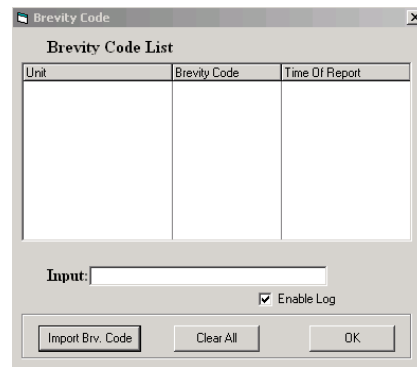 Brevity Code
Brevity Code List
Unit Brevity Code Time Of Report
Input:
Enable Log
Import Brv. Code Clear All OK